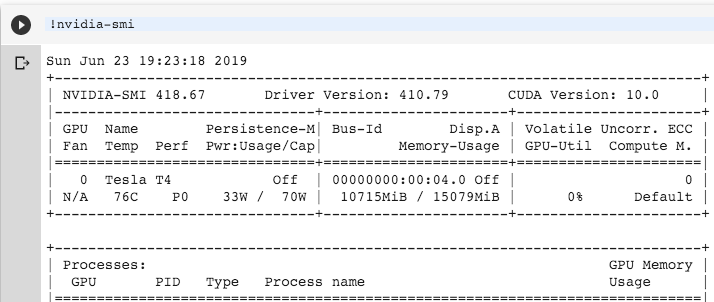 !nvidia-smi
Sun Jun 23 19:23:18 2019
+-----------------------------------------------------------------------------+
| NVIDIA-SMI 418.67       Driver Version: 410.79       CUDA Version: 10.0     |
|-------------------------------+----------------------+----------------------+
| GPU  Name        Persistence-M| Bus-Id        Disp.A | Volatile Uncorr. ECC |
| Fan  Temp  Perf  Pwr:Usage/Cap|         Memory-Usage | GPU-Util  Compute M. |
|===============================+======================+======================|
|   0  Tesla T4            Off  | 00000000:00:04.0 Off |                    0 |
| N/A   76C    P0    33W /  70W |  10715MiB / 15079MiB |      0%      Default |
+-------------------------------+----------------------+----------------------+
+-----------------------------------------------------------------------------+
| Processes:                                                       GPU Memory |
|  GPU       PID   Type   Process name                             Usage      |
|=============================================================================|